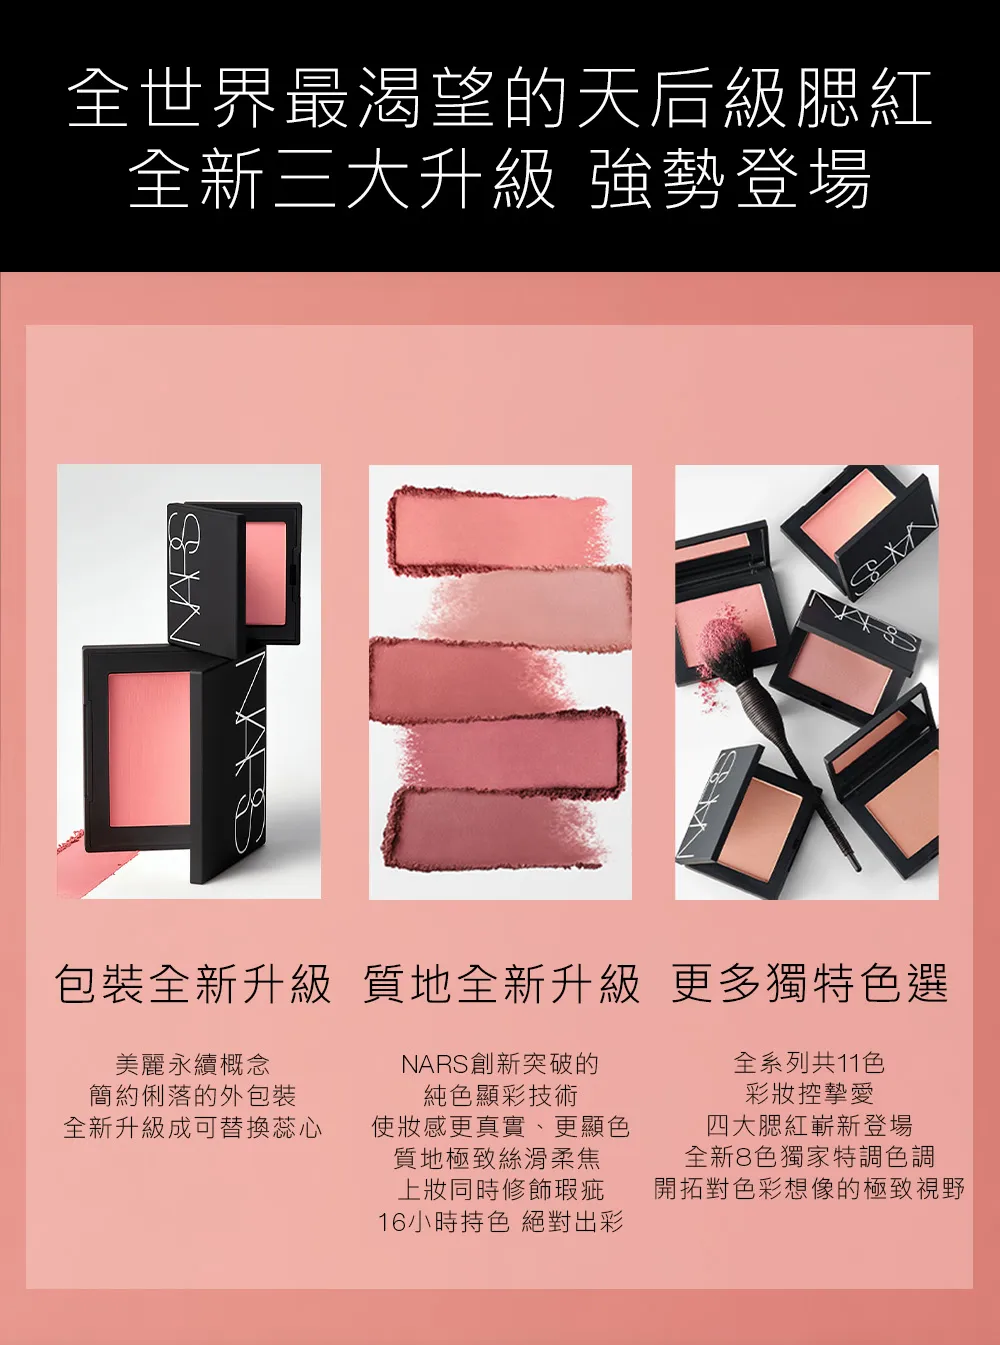 全世界最渴望的天后級腮紅
全新三大升級 強勢登場
NARS
NARS
NARS
NARS
NARS
包裝全新升級
美麗永續概念
簡約俐落的外包裝
全新升級成可替換蕊心
質地全新升級
NARS創新突破的
純色顯彩技術
使妝感更真實、更顯色
質地極致絲滑柔焦
上妝同時修飾瑕疵
16小時持色 絕對出彩
更多獨特色選
全系列共11色
彩妝控摯愛
四大腮紅嶄新登場
全新8色獨家特調色調
開拓對色彩想像的極致視野